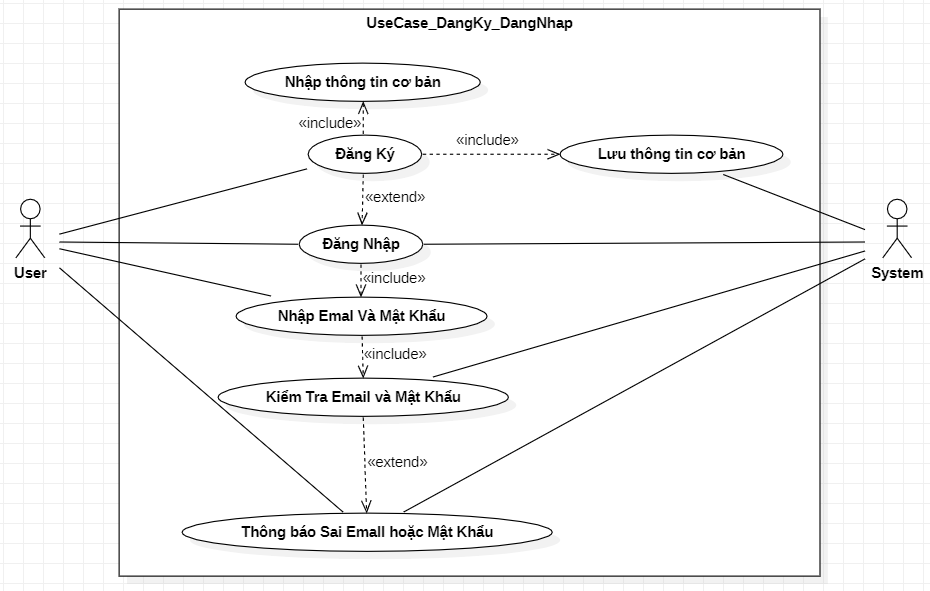 UseCase_DangKy_DangNhap
Nhập thông tin cơ bản
«include»
Đăng Ký
«include»
Lưu thông tin cơ bản
«extend»
Đăng Nhập
User
System
«include»
Nhập Emal Và Mật Khẩu
«include»
Kiểm Tra Email và Mật Khẩu
«extend»
Thông báo Sai Emall hoặc Mật Khẩu